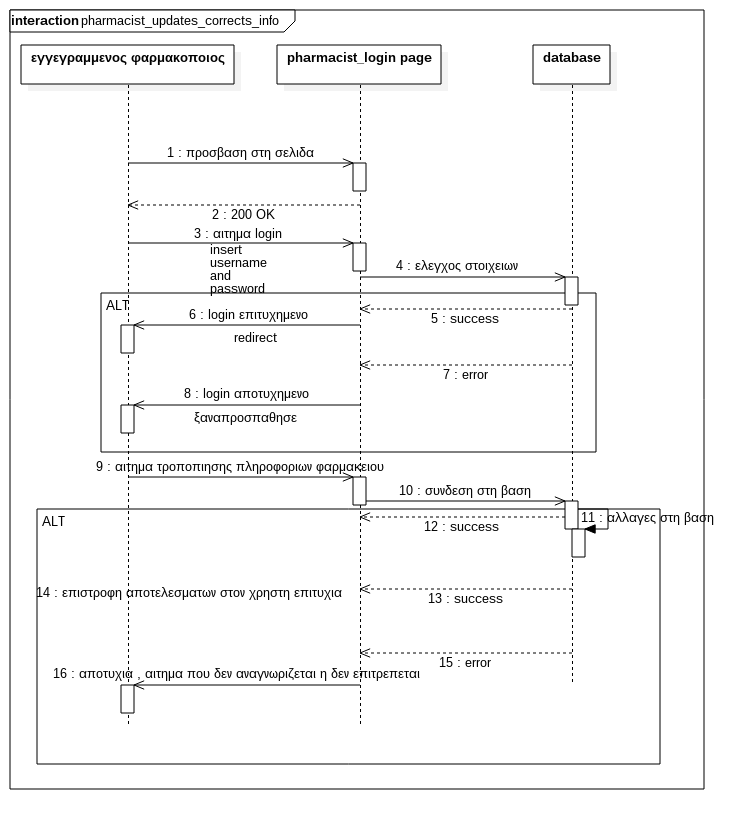 interaction pharmacist_updates_corrects_info
εγγεγραμμενος φαρμακοποιος
pharmacist_login page
database
1 : προσβαση στη σελιδα
2 : 200 OK
3 : αιτημα login
insert
username
and
password
4 : ελεγχος στοιχειων
ALT
5 : success
6 : login επιτυχημενο
redirect
7 : error
8 : login αποτυχημενο
ξαναπροσπαθησε
9 : αιτημα τροποπιησης πληροφοριων φαρμακειου
10 : συνδεση στη βαση
ALT
11 : αλλαγες στη βαση
12 : success
14 : επιστροφη αποτελεσματων στον χρηστη επιτυχια
13 : success
15 : error
16 : αποτυχια , αιτημα που δεν αναγνωριζεται η δεν επιτρεπεται